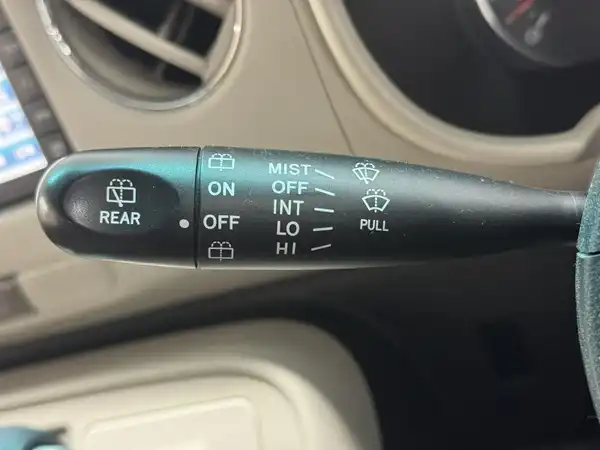 REAR
ON
OFF
MIST
OFF
INT
LO
HI
PULL